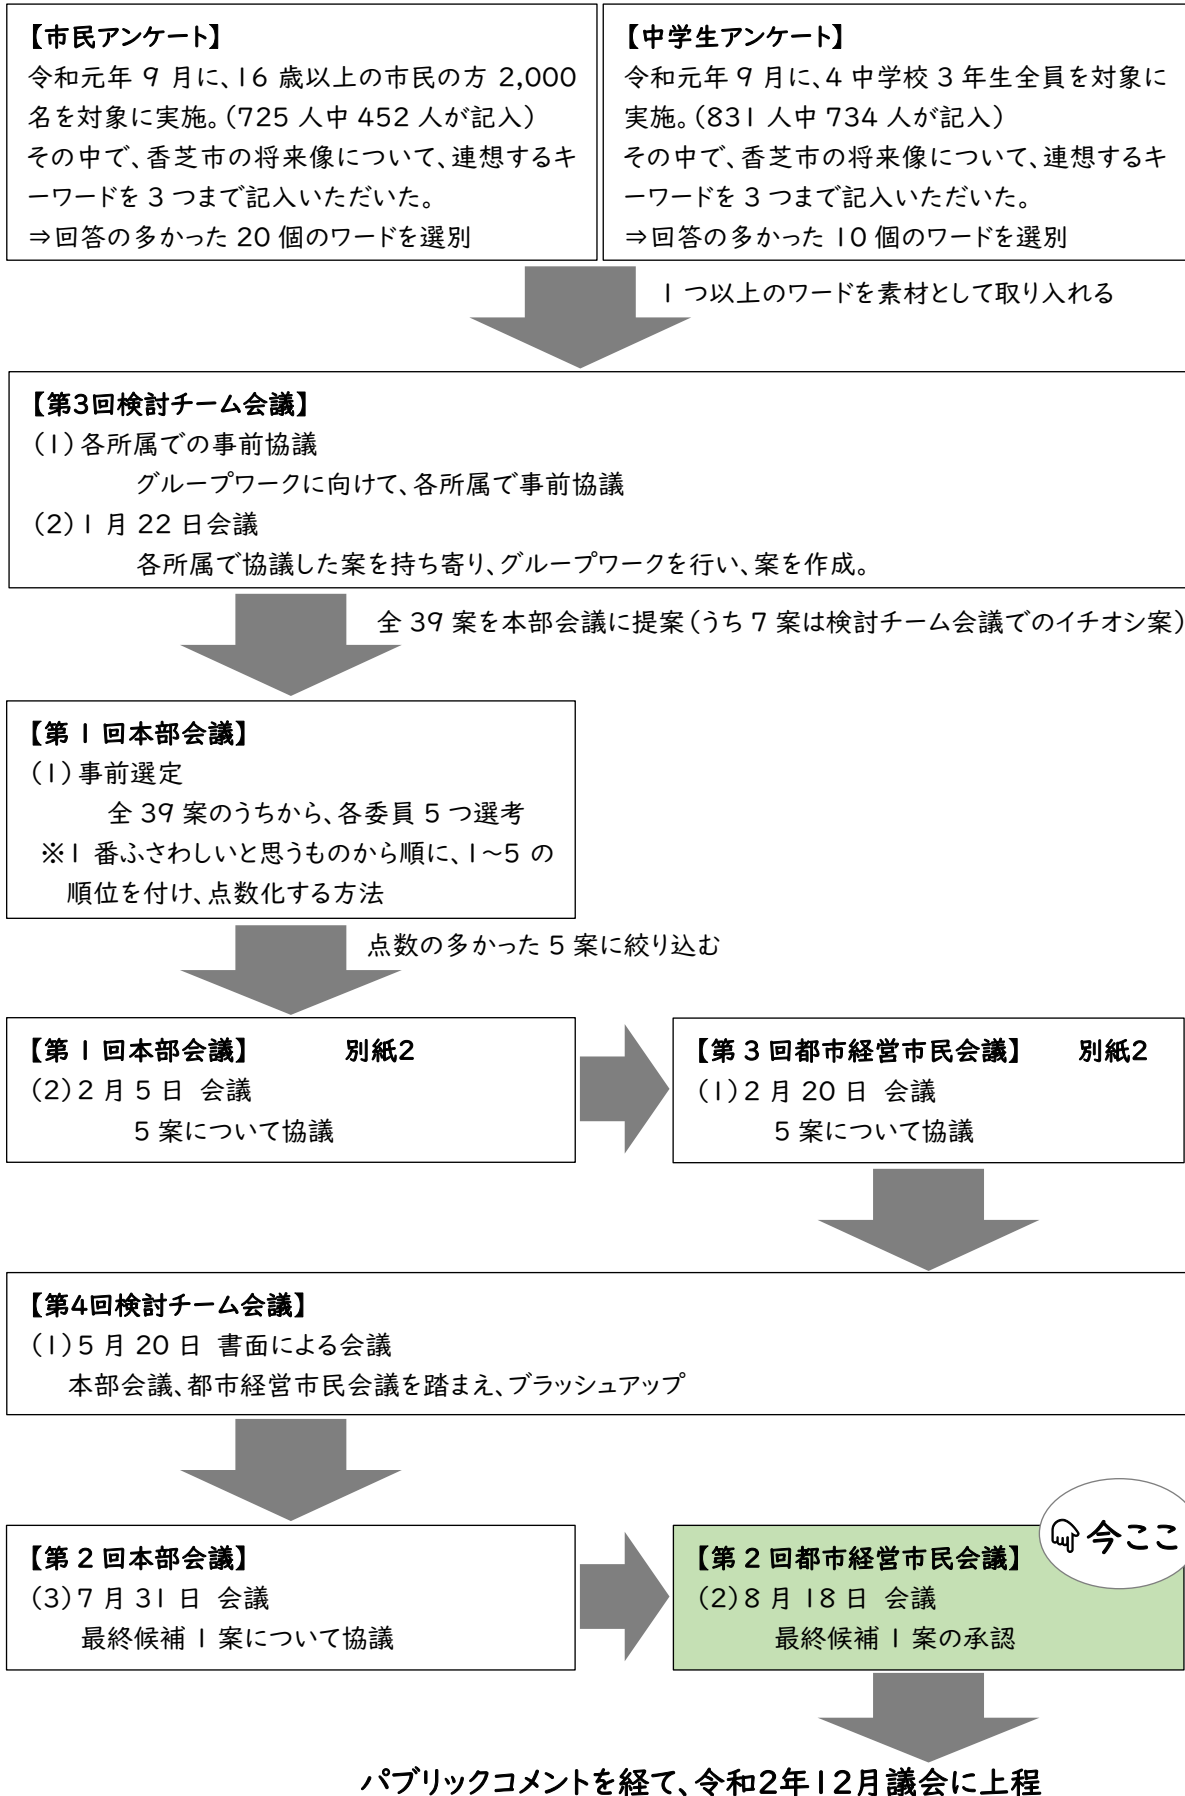 【市民アンケート】
令和元年 9 月に、16 歳以上の市民の方 2,000
名を対象に実施。(725 人中 452 人が記入)
その中で、香芝市の将来像について、連想するキ
ーワードを 3 つまで記入いただいた。
⇒回答の多かった 20 個のワードを選別
【中学生アンケート】
令和元年 9 月に、4 中学校 3 年生全員を対象に
実施。(831 人中 734 人が記入)
その中で、香芝市の将来像について、連想するキ
ーワードを 3 つまで記入いただいた。
⇒回答の多かった 10 個のワードを選別
1 つ以上のワードを素材として取り入れる
【第3回検討チーム会議】
(1)各所属での事前協議
グループワークに向けて、各所属で事前協議
(2)1 月 22 日会議
各所属で協議した案を持ち寄り、グループワークを行い、案を作成。
全 39 案を本部会議に提案(うち 7 案は検討チーム会議でのイチオシ案)
【第 1 回本部会議】
(1)事前選定
全 39 案のうちから、各委員 5 つ選考
※1 番ふさわしいと思うものから順に、1~5 の
順位を付け、点数化する方法
点数の多かった 5 案に絞り込む
【第 1 回本部会議】 別紙2
(2)2 月 5 日 会議
5 案について協議
【第 3 回都市経営市民会議】 別紙2
(1)2 月 20 日 会議
5 案について協議
【第4回検討チーム会議】
(1)5 月 20 日 書面による会議
本部会議、都市経営市民会議を踏まえ、ブラッシュアップ
【第 2 回本部会議】
(3)7 月 31 日 会議
最終候補 1 案について協議
☟今ここ
【第 2 回都市経営市民会議】
(2)8 月 18 日 会議
最終候補 1 案の承認
パブリックコメントを経て、令和2年12月議会に上程